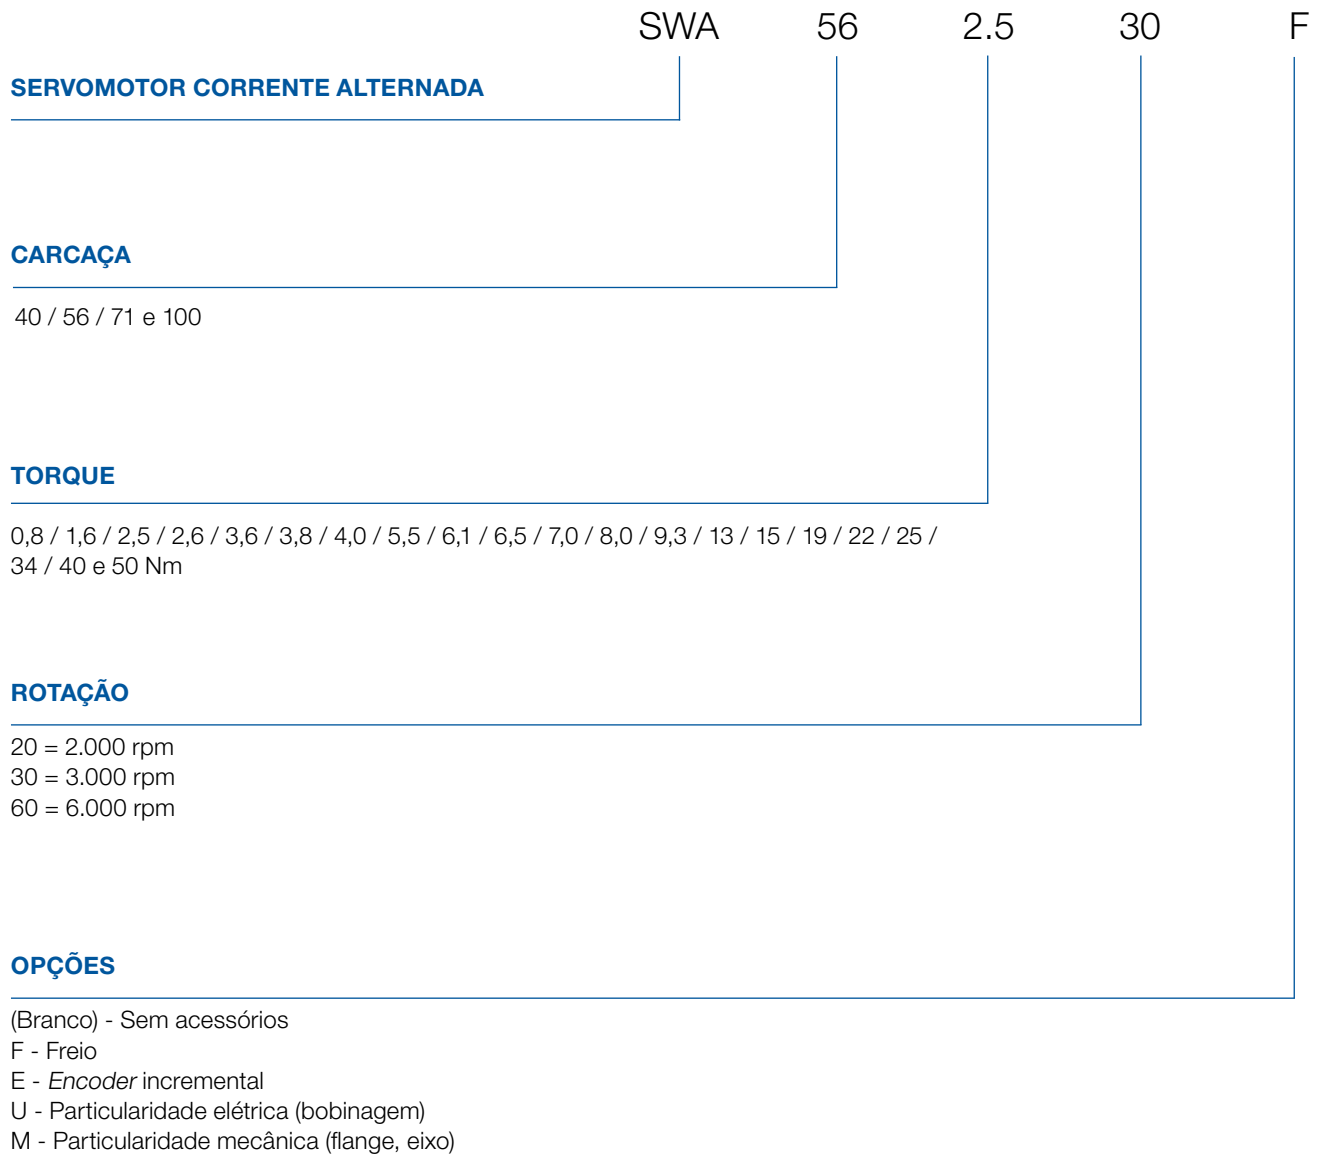 SWA 56 2.5 30 F
SERVOMOTOR CORRENTE ALTERNADA
CARCAÇA
40 / 56 / 71 e 100
TORQUE
0,8 / 1,6 / 2,5 / 2,6 / 3,6 / 3,8 / 4,0 / 5,5 / 6,1 / 6,5 / 7,0 / 8,0 / 9,3 / 13 / 15 / 19 / 22 / 25 /
34 / 40 e 50 Nm
ROTAÇÃO
20 = 2.000 rpm
30 = 3.000 rpm
60 = 6.000 rpm
OPÇÕES
(Branco) - Sem acessórios
F - Freio
E - Encoder incremental
U - Particularidade elétrica (bobinagem)
M - Particularidade mecânica (flange, eixo)